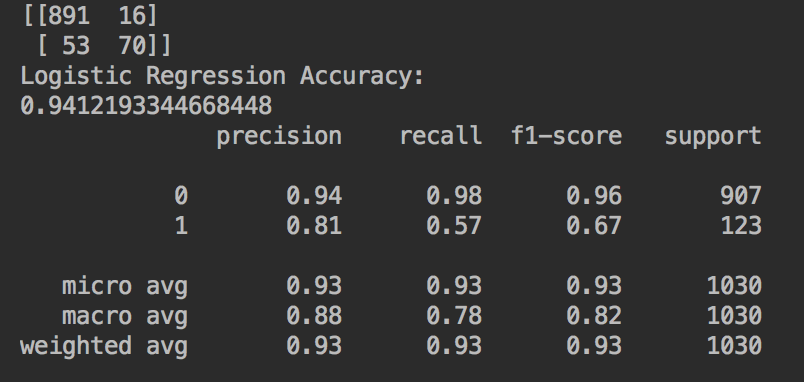 [[891  16]
 [ 53  70]]
Logistic Regression Accuracy:
0.9412193344668448
              precision    recall  f1-score   support

           0       0.94      0.98      0.96       907
           1       0.81      0.57      0.67       123

   micro avg       0.93      0.93      0.93      1030
   macro avg       0.88      0.78      0.82      1030
weighted avg       0.93      0.93      0.93      1030